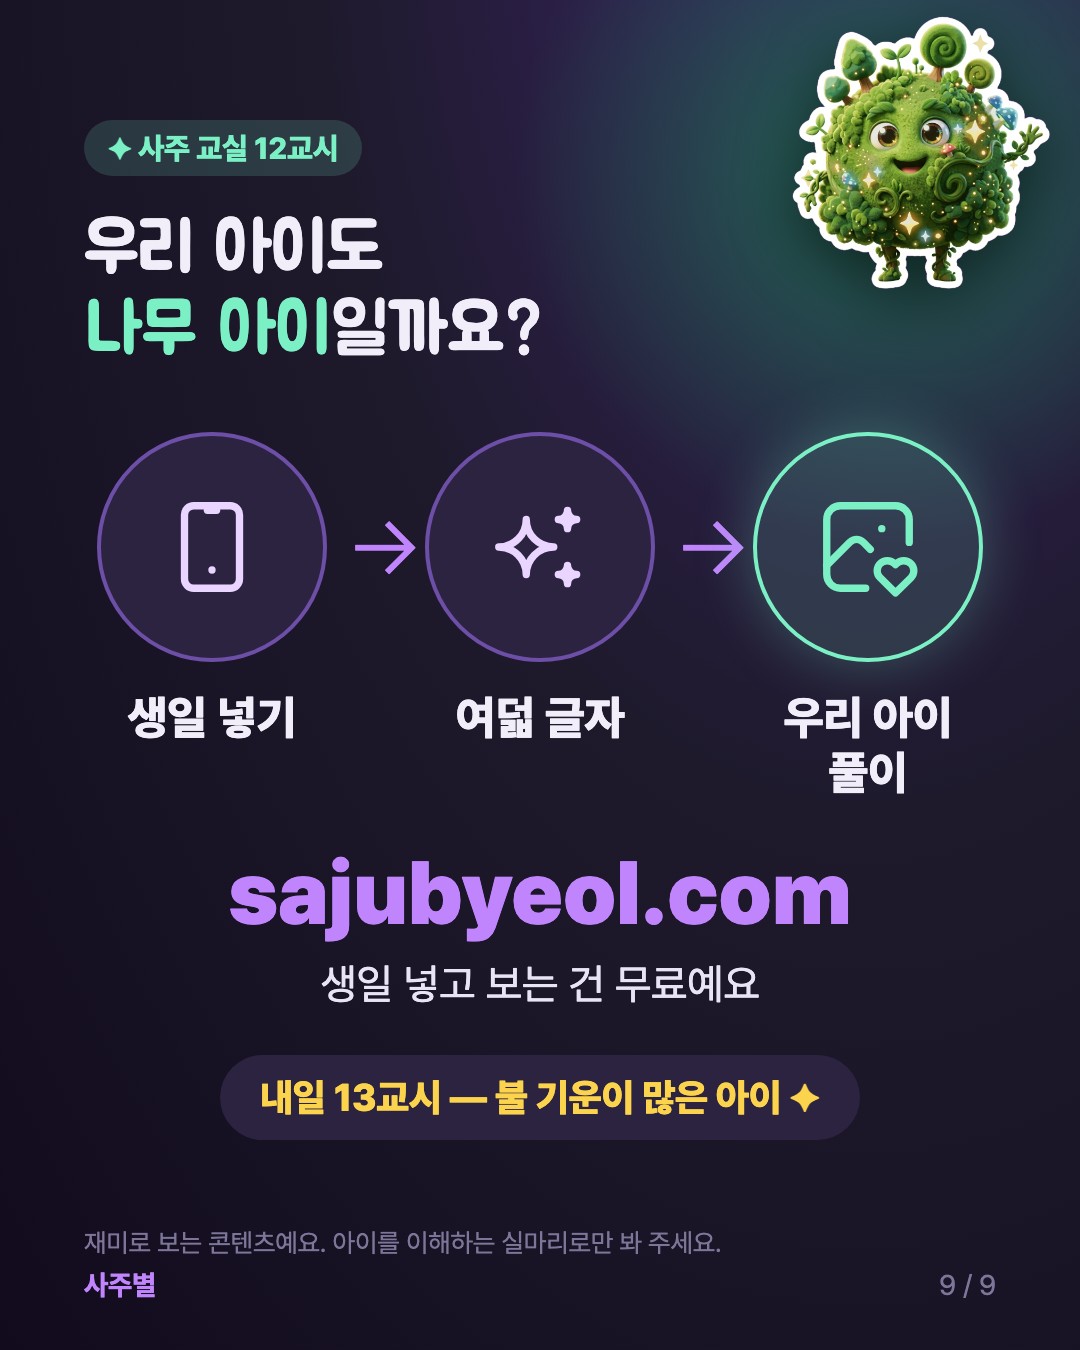 ✦ 사주 교실 12교시
우리 아이도
나무 아이일까요?
생일 넣기
여덟 글자
우리 아이
풀이
sajubyeol.com
생일 넣고 보는 건 무료예요
내일 13교시 — 불 기운이 많은 아이 ✦
재미로 보는 콘텐츠예요. 아이를 이해하는 실마리로만 봐 주세요.
사주별
9 / 9